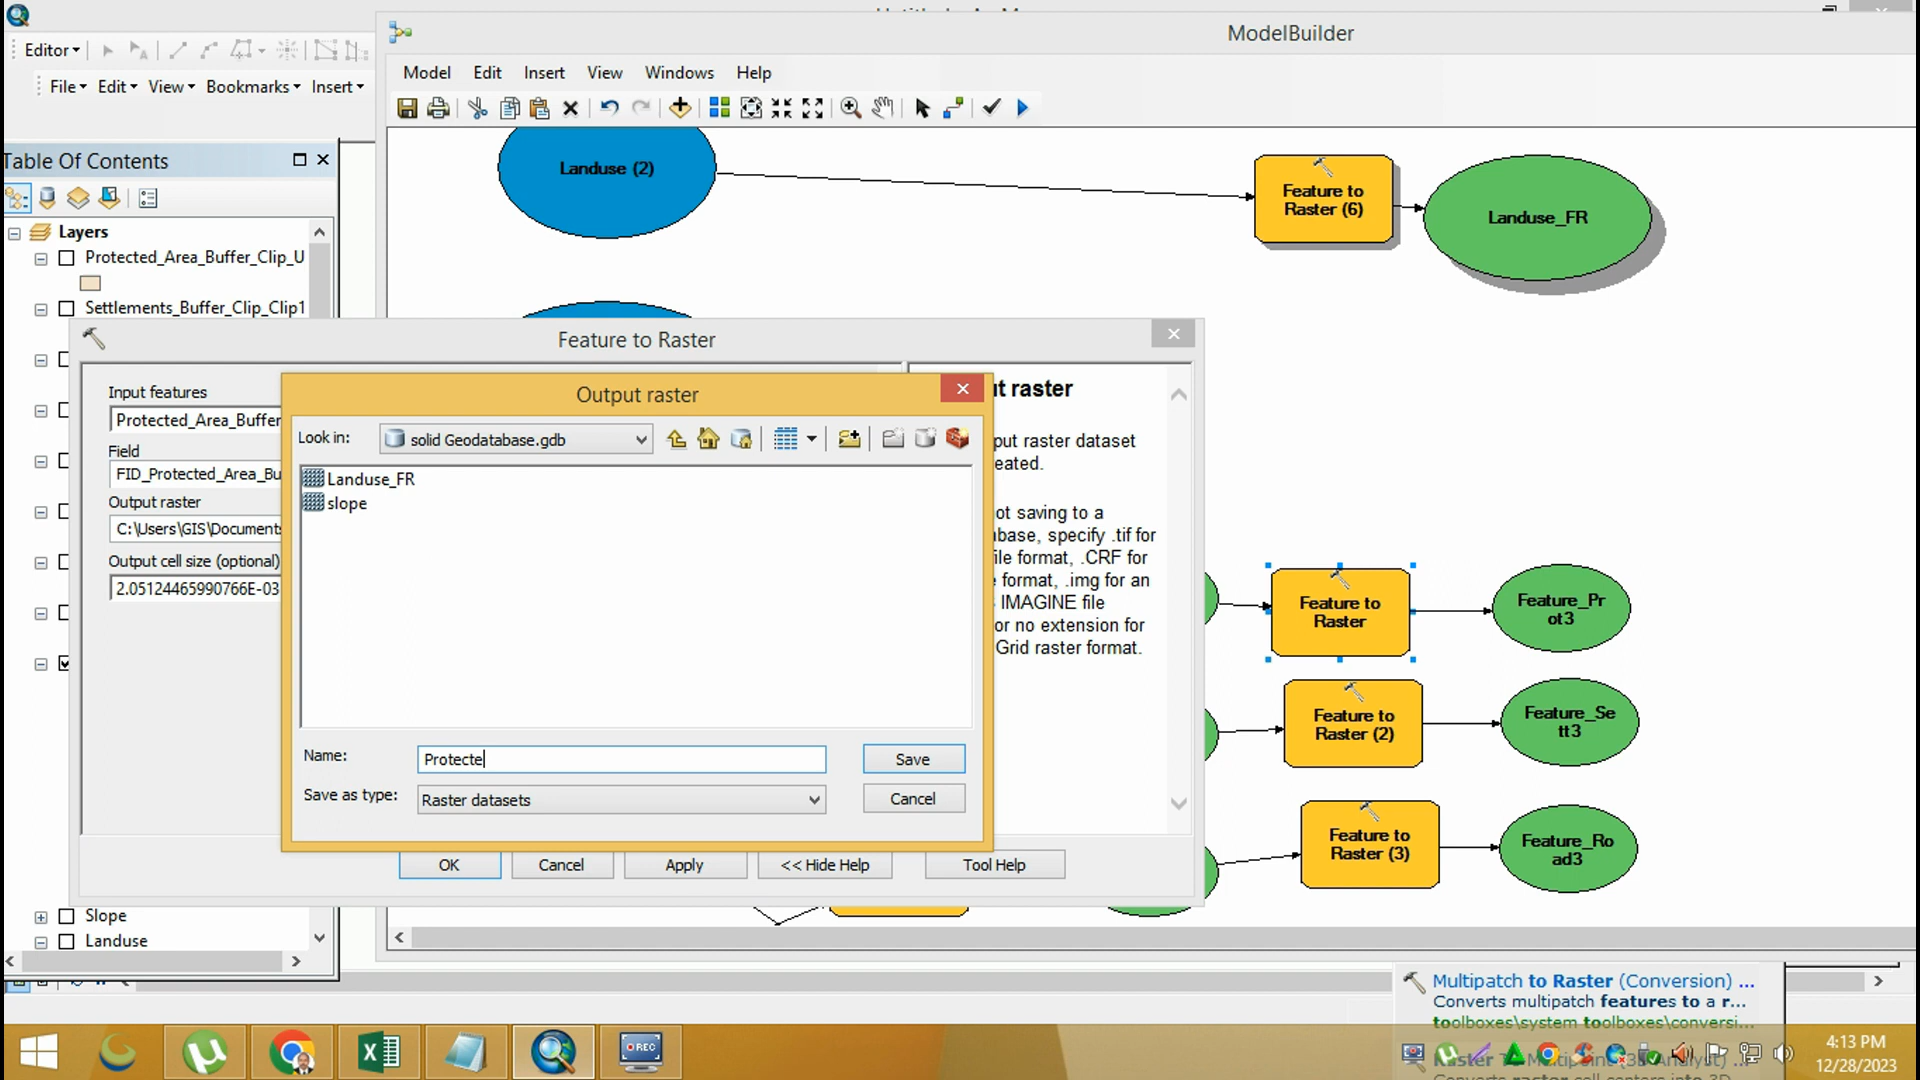 ModelBuilder
Editor
File Edit View Bookmarks Insert
Model Edit Insert View Windows Help
Table Of Contents
Layers
Protected_Area_Buffer_Clip_U
Settlements_Buffer_Clip_Clip1
Slope
Landuse
Landuse (2)
Feature to
Raster (6)
Landuse_FR
Feature to Raster
Input features
Protected_Area_Buffer
Field
FID_Protected_Area_Bu
Output raster
C:\Users\GIS\Documents
Output cell size (optional)
2.05124465990766E-03
Output raster
Look in:
solid Geodatabase.gdb
Landuse_FR
slope
Name:
Protecte
Save
Save as type:
Raster datasets
Cancel
ut raster
put raster dataset
eated.
ot saving to a
abase, specify .tif for
file format, .CRF for
e format, .img for an
IMAGINE file
or no extension for
Grid raster format.
OK
Cancel
Apply
<< Hide Help
Tool Help
Feature to
Raster
Feature_Pr
ot3
Feature to
Raster (2)
Feature_Se
tt3
Feature to
Raster (3)
Feature_Ro
ad3
Multipatch to Raster (Conversion) ...
Converts multipatch features to a r...
toolboxes\system toolboxes\conversi...
REC
4:13 PM
12/28/2023